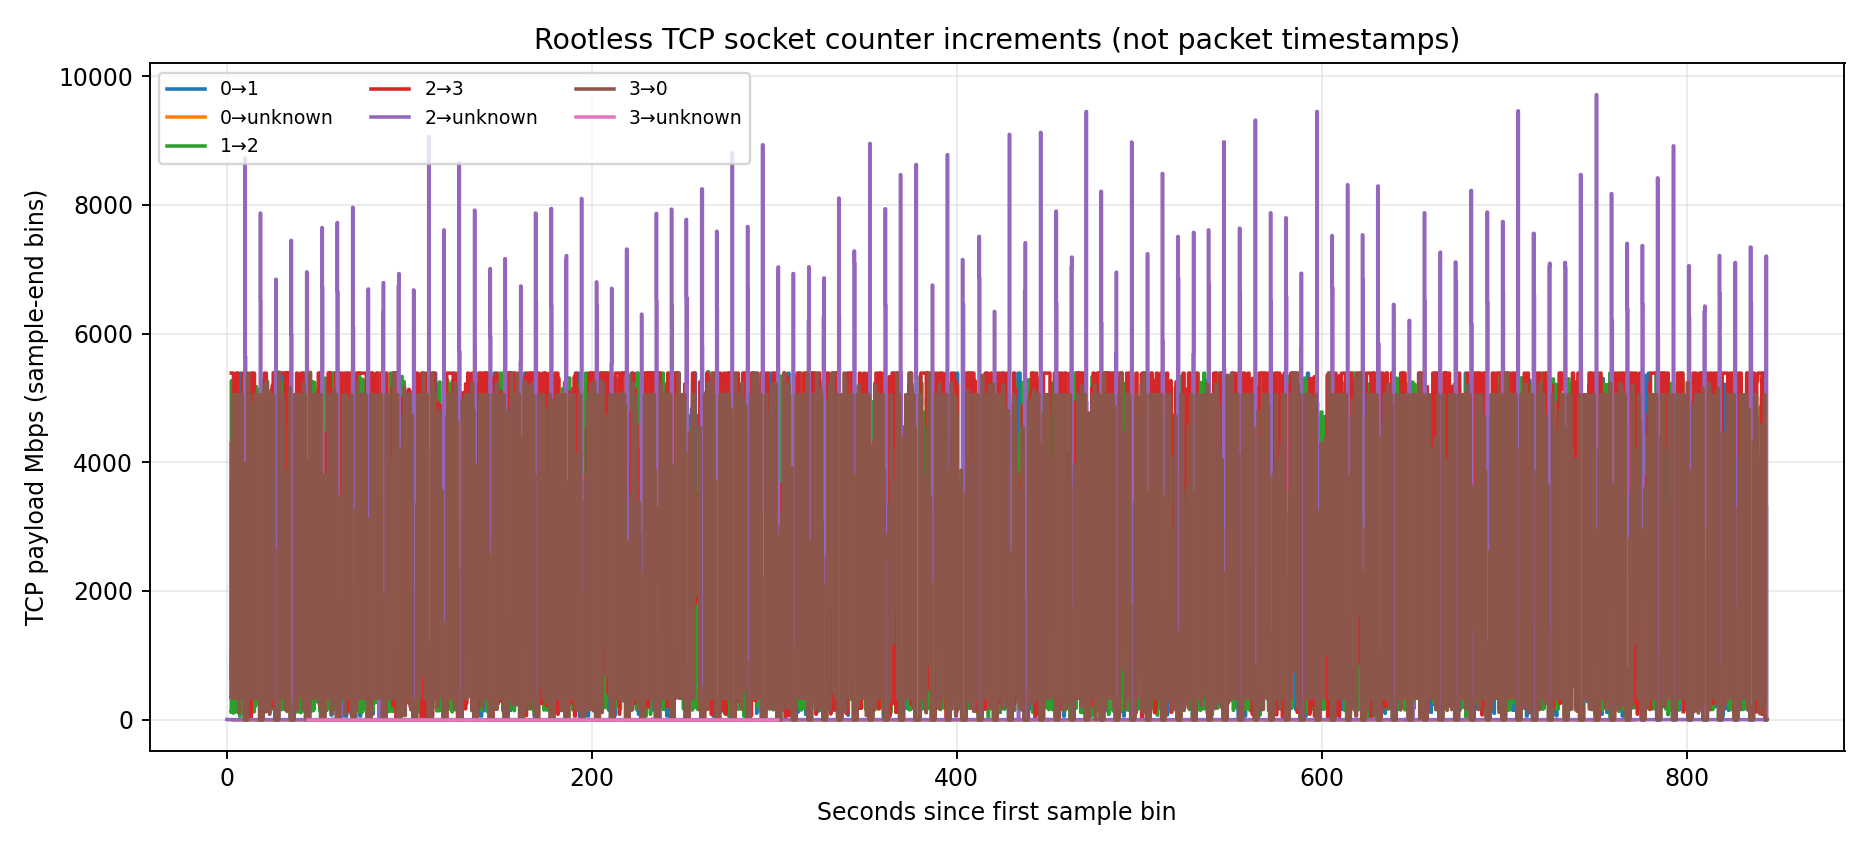 Rootless TCP socket counter increments (not packet timestamps)
10000
8000
6000
4000
2000
0
TCP payload Mbps (sample-end bins)
0→1
0→unknown
1→2
2→3
2→unknown
3→0
3→unknown
0 200 400 600 800
Seconds since first sample bin